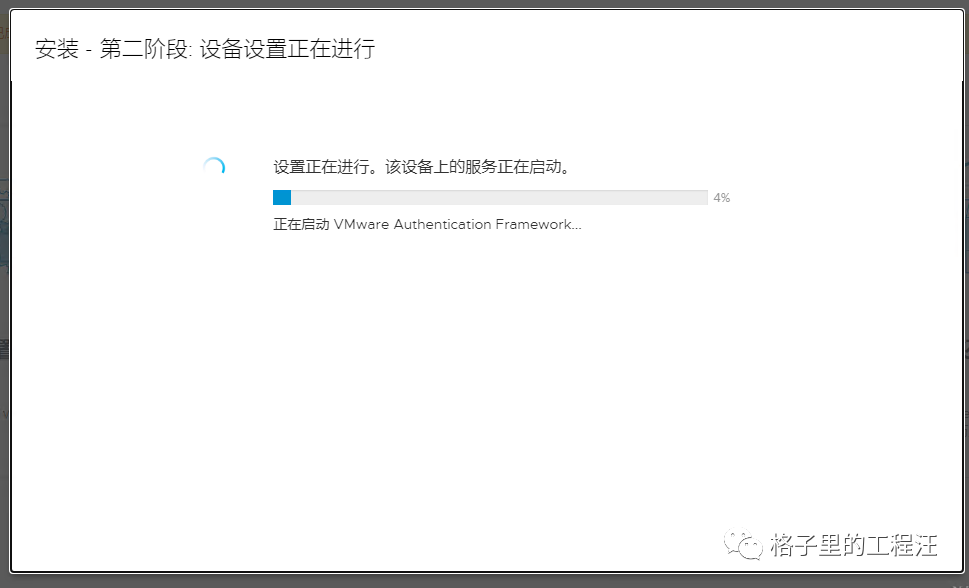 安装 - 第二阶段: 设备设置正在进行
设置正在进行。该设备上的服务正在启动。
4%
正在启动 VMware Authentication Framework...
格子里的工程汪